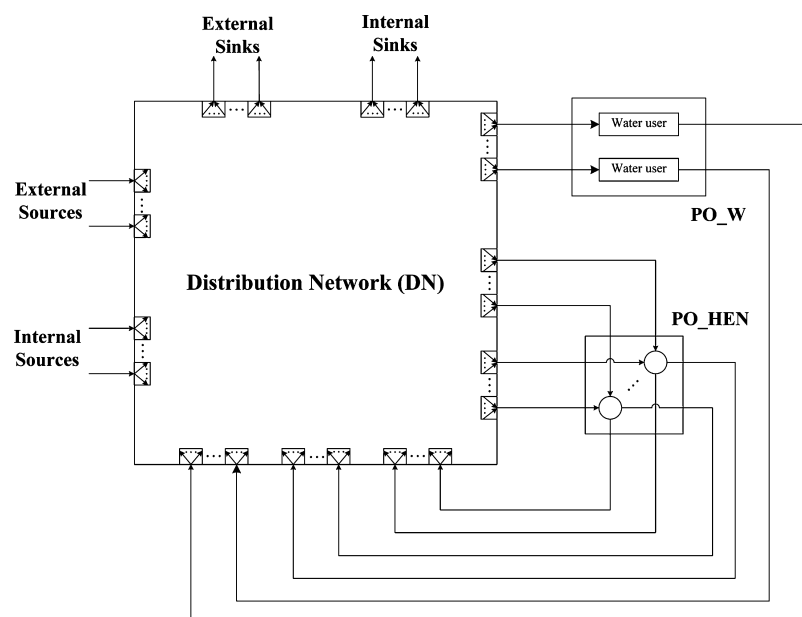 External
Sinks
Internal
Sinks
Water user
Water user
External
Sources
PO_W
Distribution Network (DN)
PO_HEN
Internal
Sources